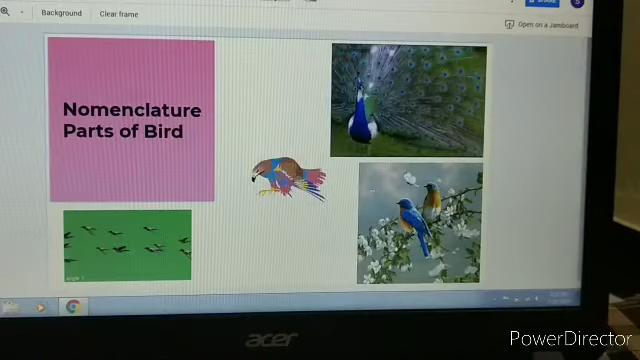 Background
Clear frame
Open on a Jamboard
Nomenclature
Parts of Bird
acer
PowerDirector